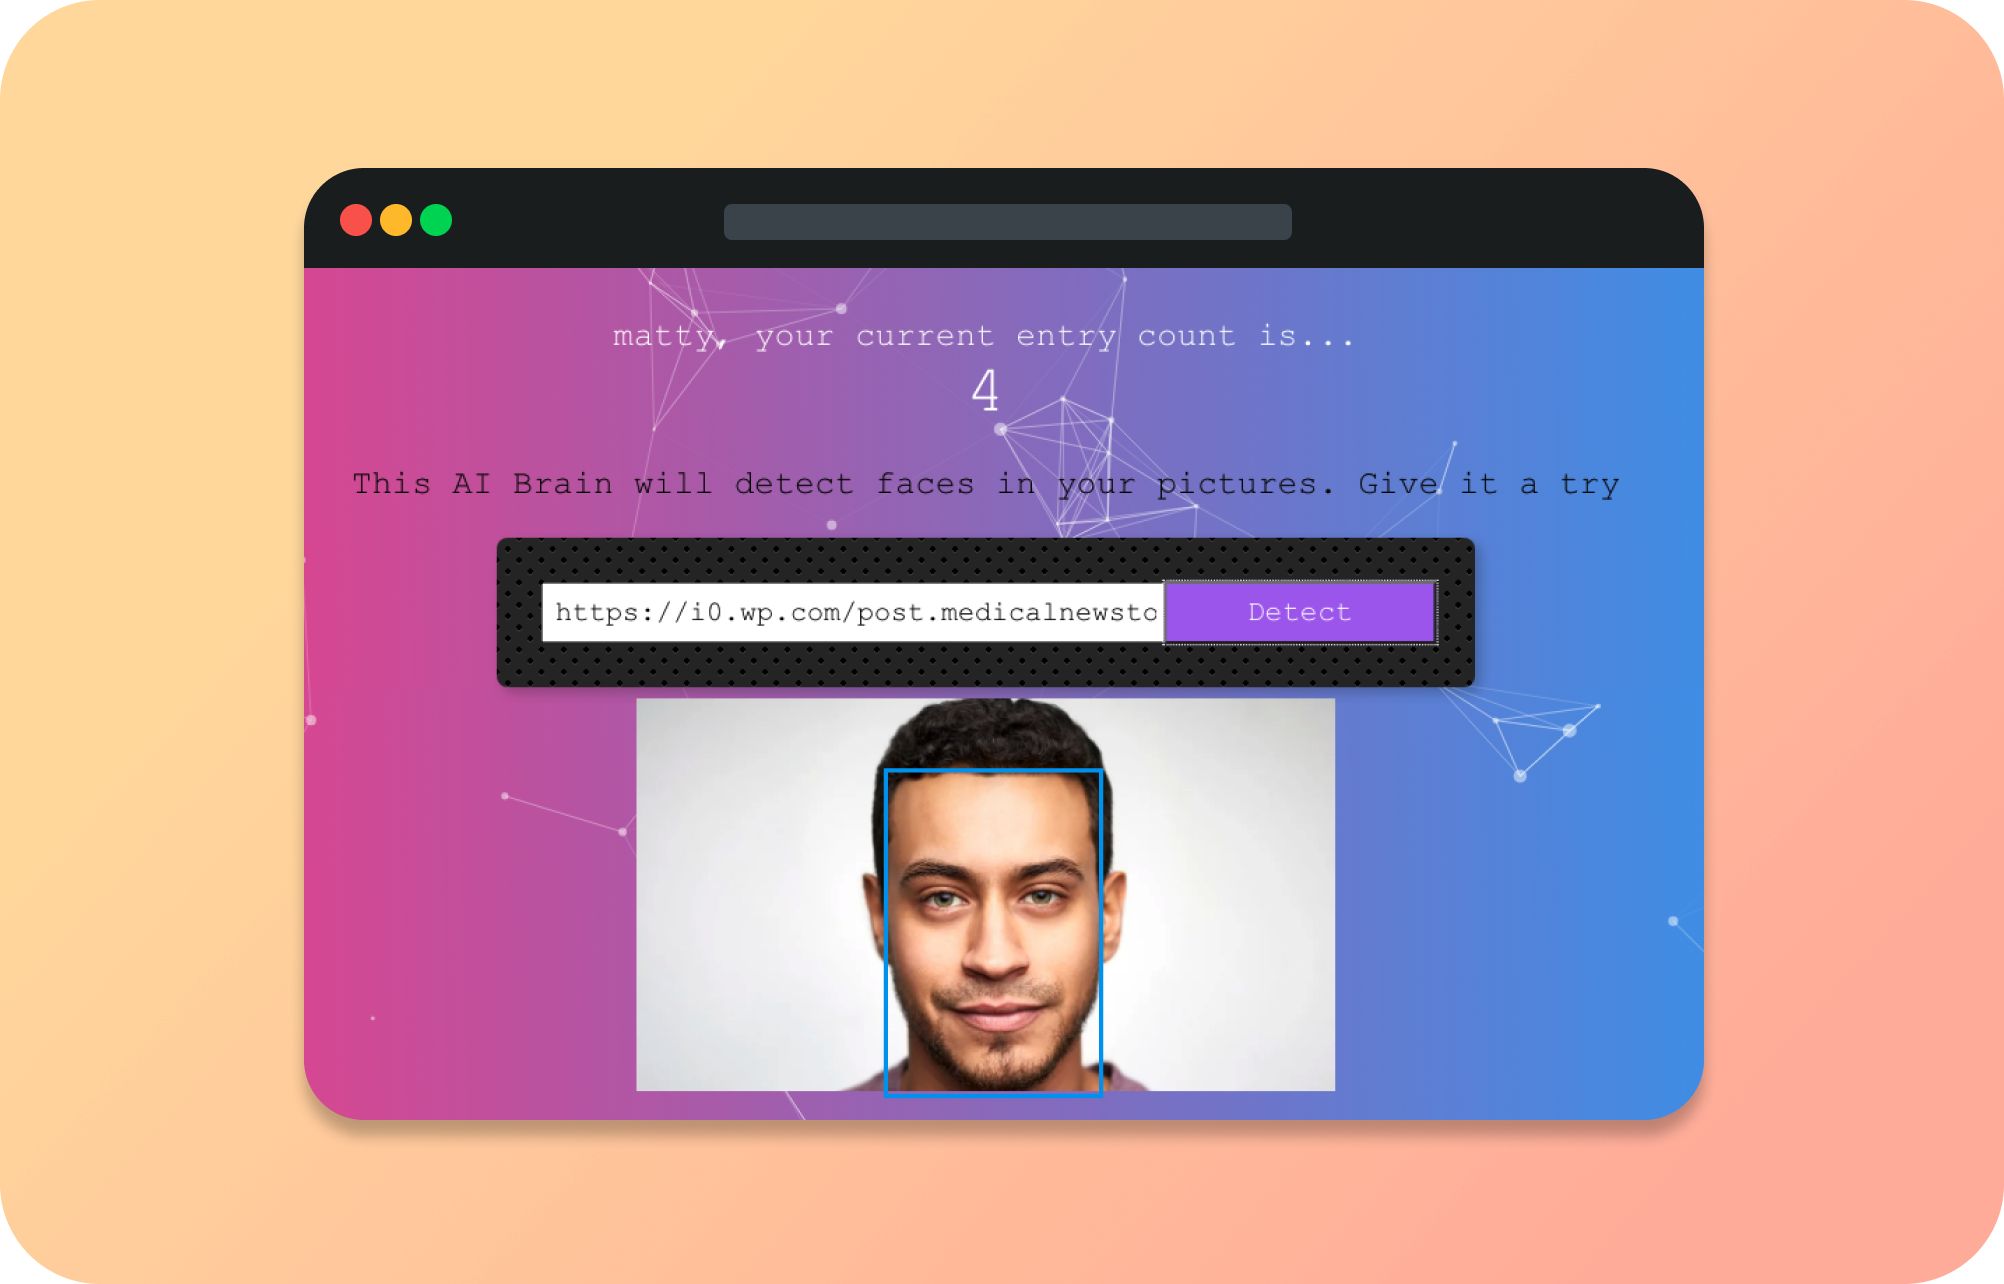 matty, your current entry count is...
4
This AI Brain will detect faces in your pictures. Give it a try
https://i0.wp.com/post.medicalnewsto
Detect